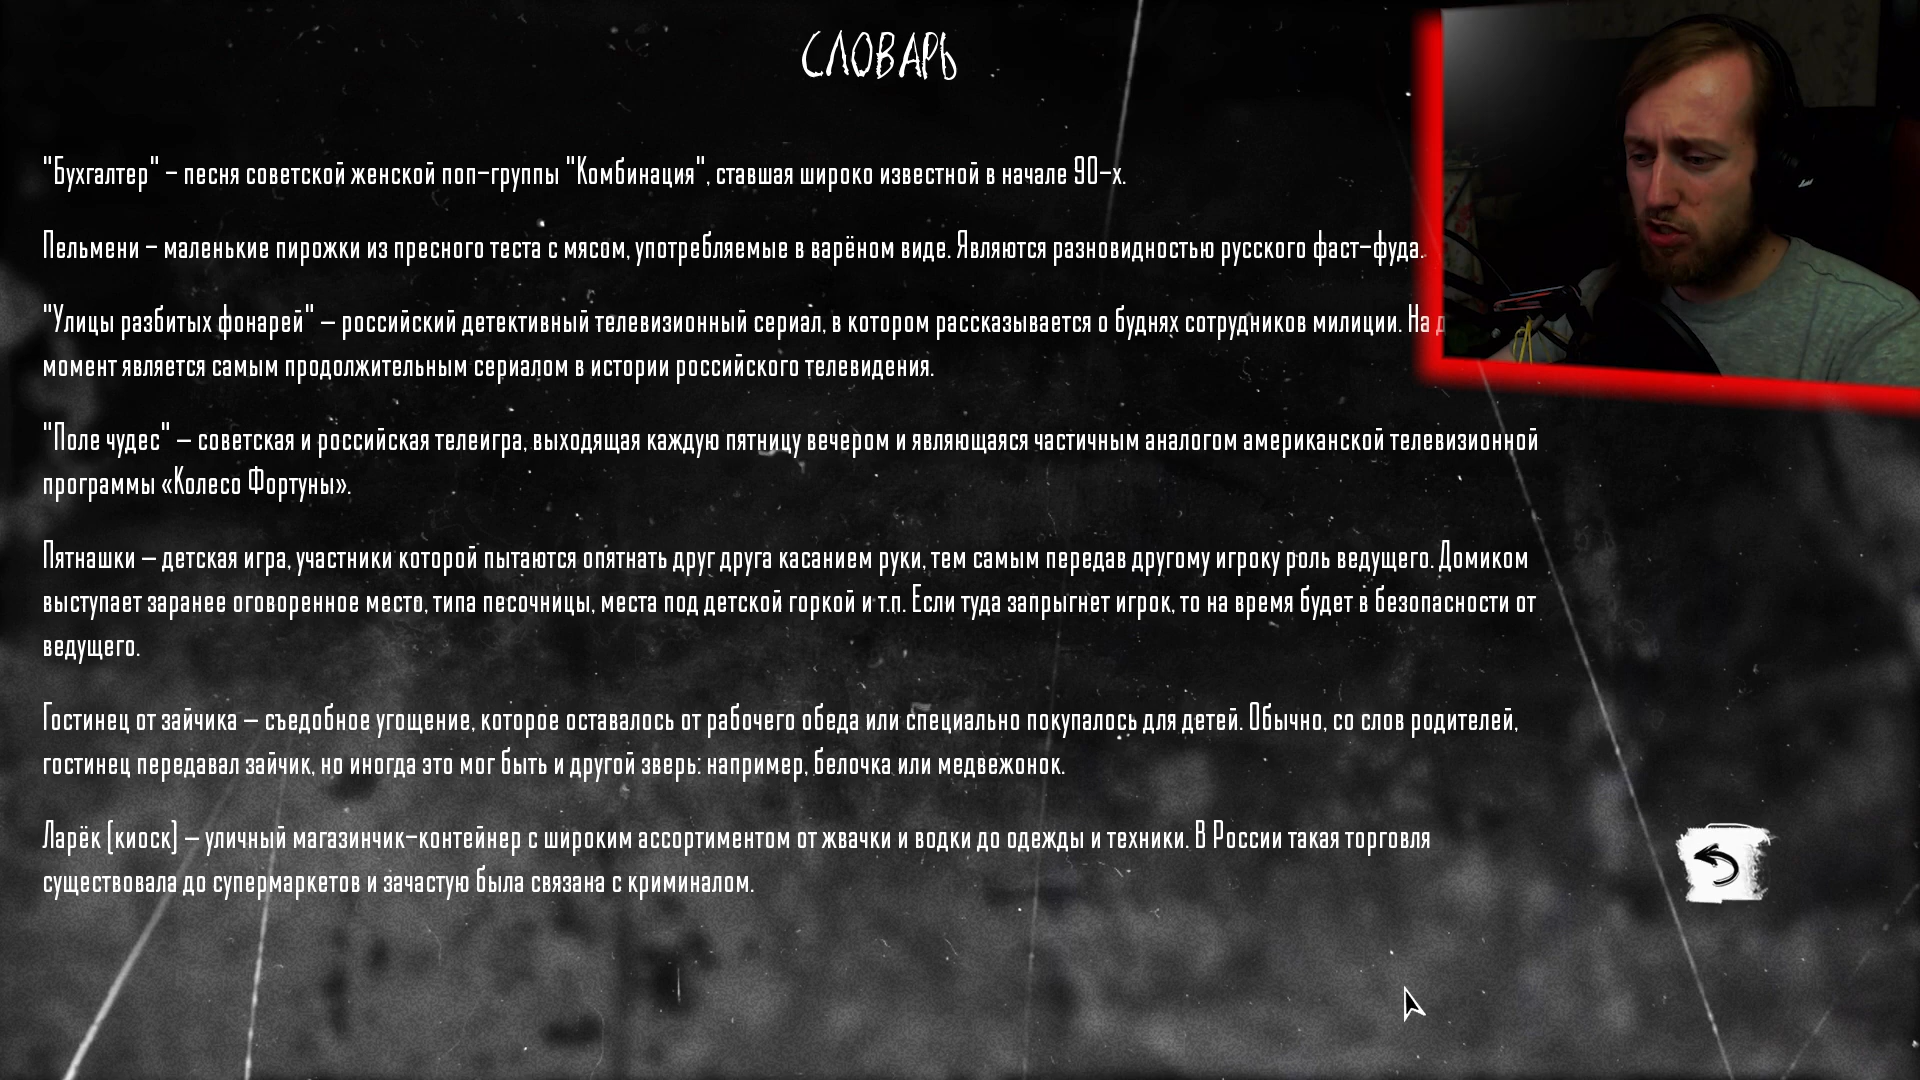 СЛОВАРЬ
"Бухгалтер" – песня советской женской поп-группы "Комбинация", ставшая широко известной в начале 90-х.
Пельмени – маленькие пирожки из пресного теста с мясом, употребляемые в варёном виде. Являются разновидностью русского фаст-фуда.
"Улицы разбитых фонарей" – российский детективный телевизионный сериал, в котором рассказывается о буднях сотрудников милиции. На
момент является самым продолжительным сериалом в истории российского телевидения.
"Поле чудес" – советская и российская телеигра, выходящая каждую пятницу вечером и являющаяся частичным аналогом американской телевизионной
программы «Колесо Фортуны».
Пятнашки – детская игра, участники которой пытаются опятнать друг друга касанием руки, тем самым передав другому игроку роль ведущего. Домиком
выступает заранее оговоренное место, типа песочницы, места под детской горкой и т.п. Если туда запрыгнет игрок, то на время будет в безопасности от
ведущего.
Гостинец от зайчика – съедобное угощение, которое оставалось от рабочего обеда или специально покупалось для детей. Обычно, со слов родителей,
гостинец передавал зайчик, но иногда это мог быть и другой зверь: например, белочка или медвежонок.
Ларёк (киоск) – уличный магазинчик-контейнер с широким ассортиментом от жвачки и водки до одежды и техники. В России такая торговля
существовала до супермаркетов и зачастую была связана с криминалом.